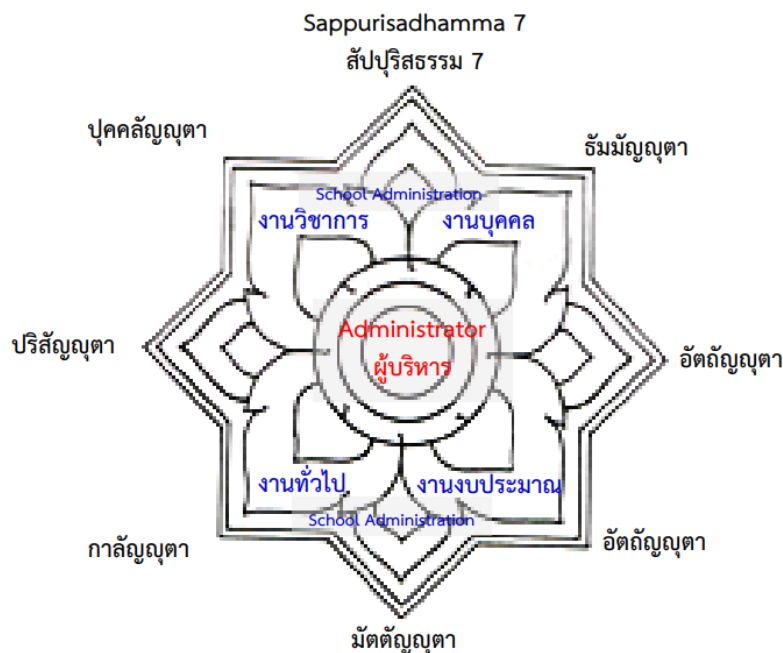 Sappurisadhamma 7
สัปปุริสธรรม 7
ปุคคลัญญุตา
ธัมมัญญุตา
School Administration
งานวิชาการ
งานบุคคล
ปริสัญญุตา
Administrator
ผู้บริหาร
อัตถัญญุตา
งานทั่วไป
งานงบประมาณ
School Administration
กาลัญญุตา
อัตถัญญุตา
มัตตัญญุตา